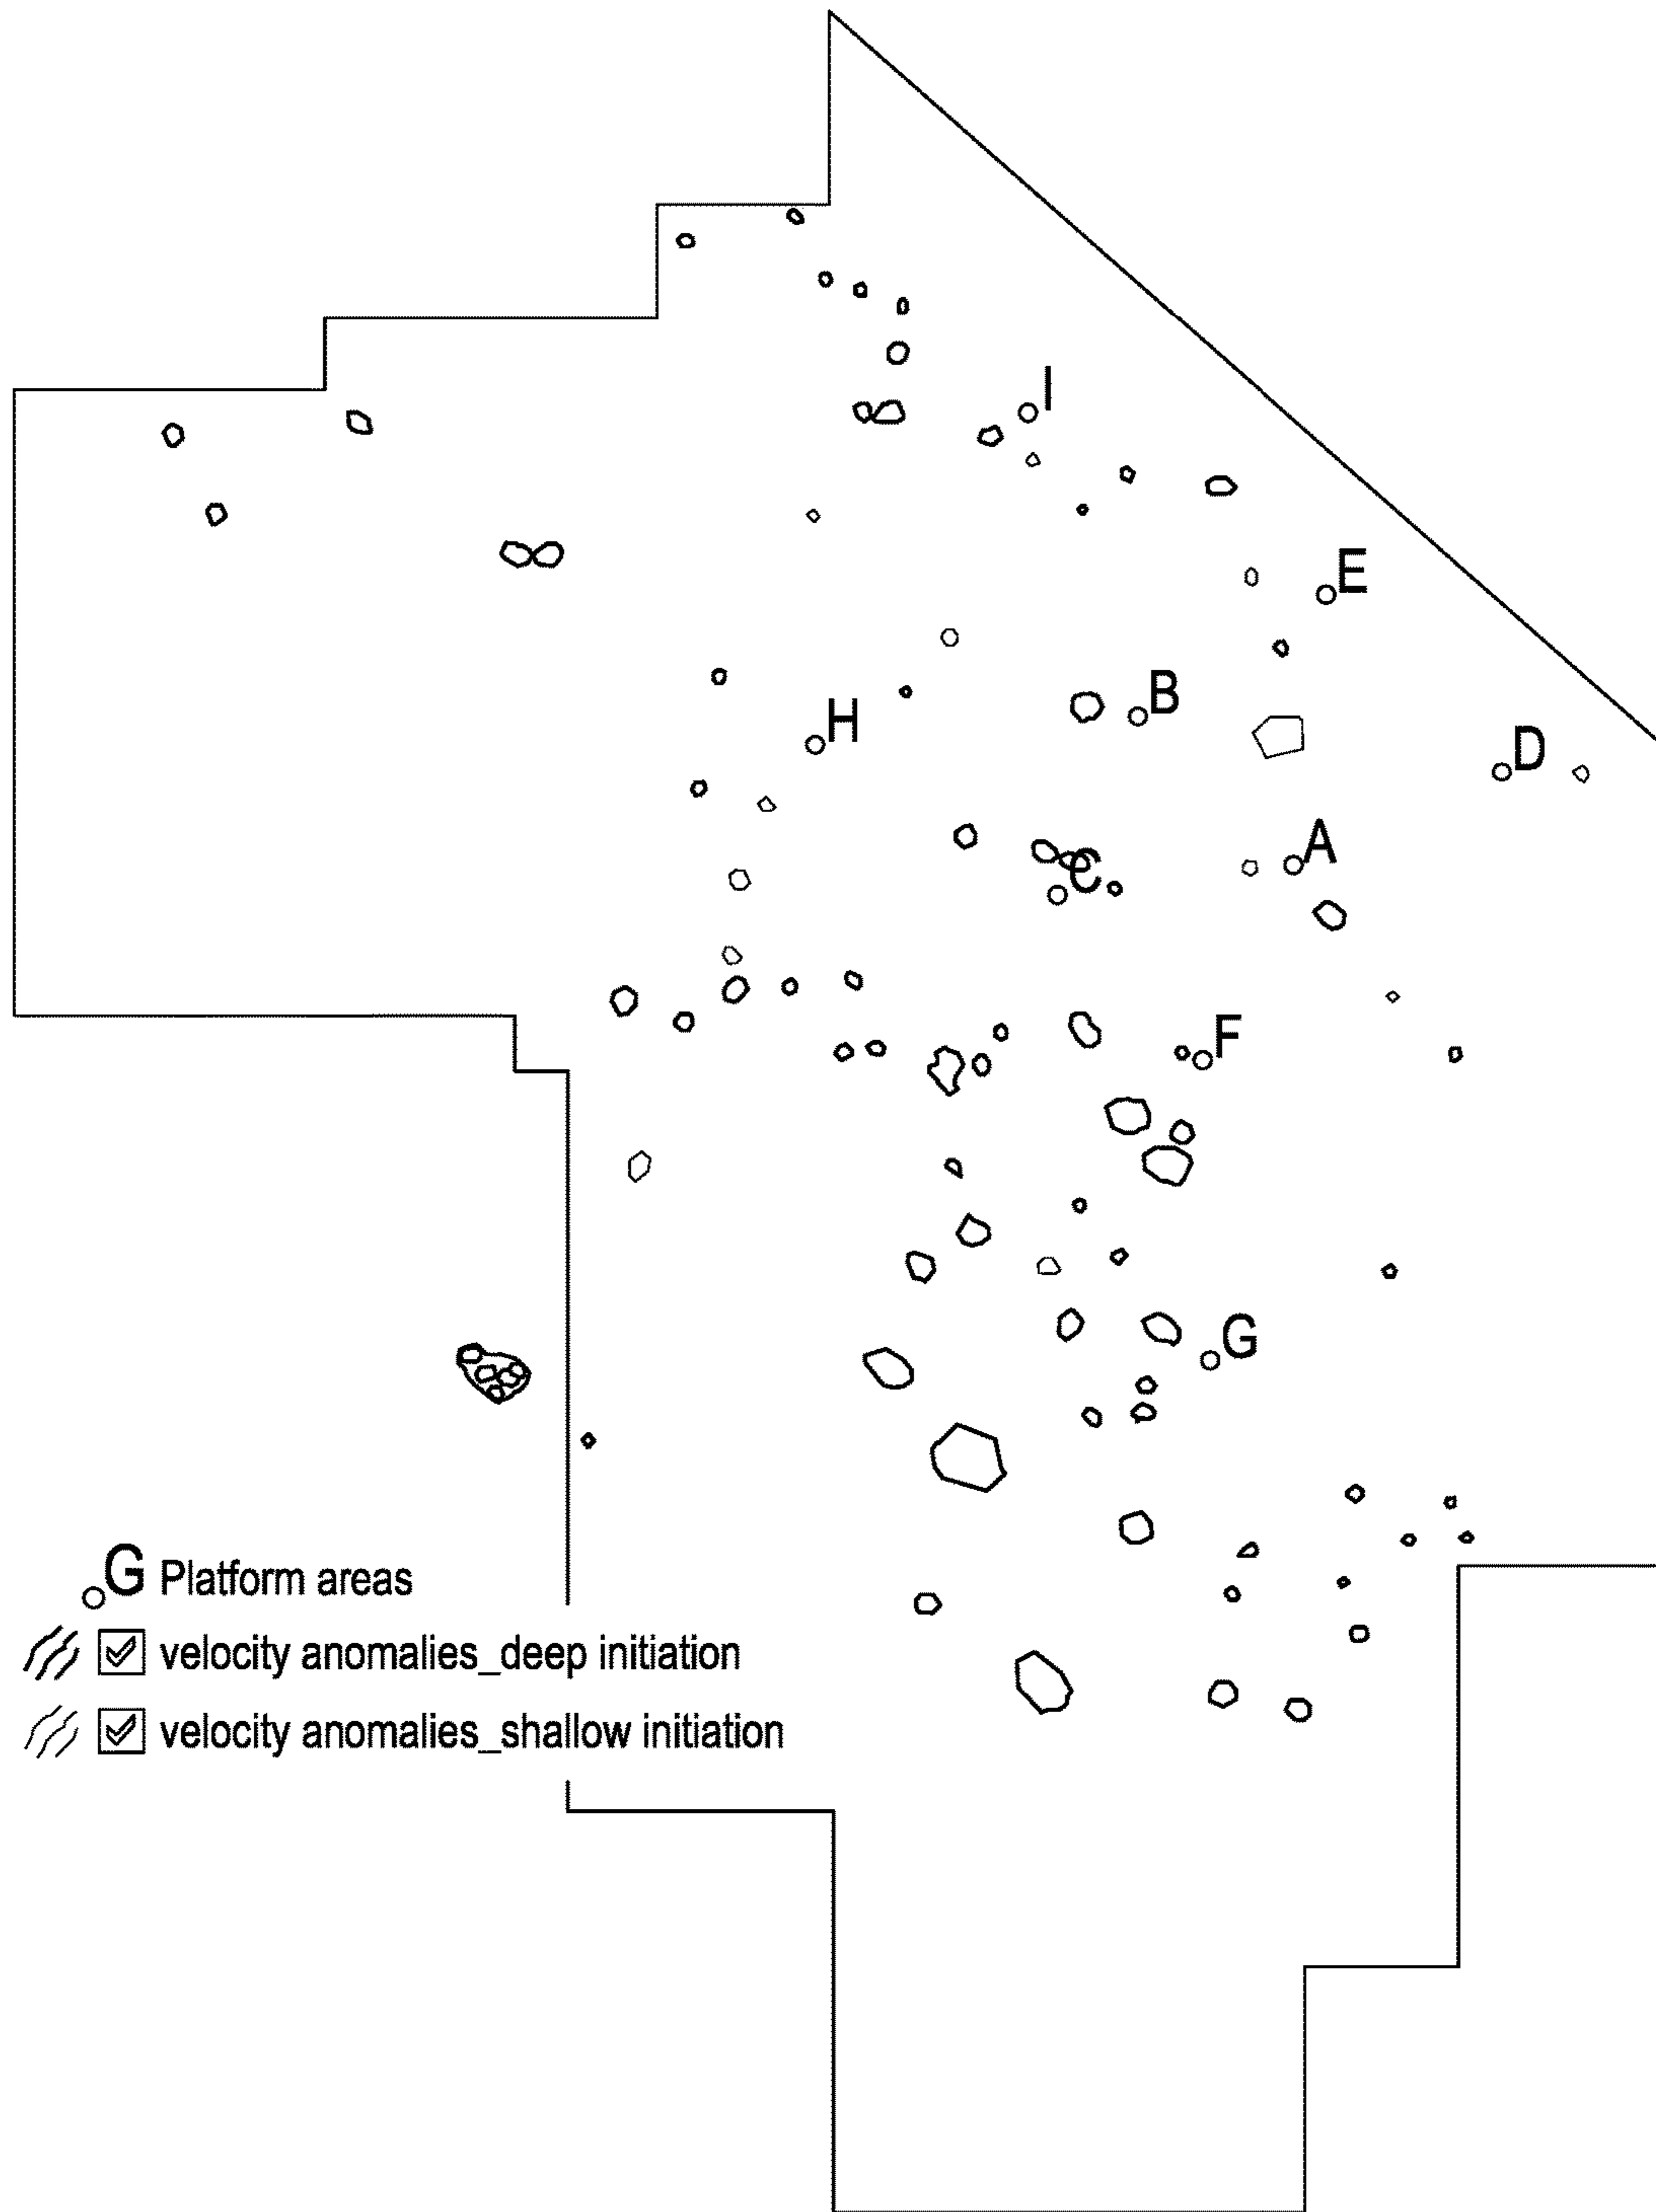 I
E
B
H
D
A
C
F
G
G Platform areas
velocity anomalies_deep initiation
velocity anomalies_shallow initiation